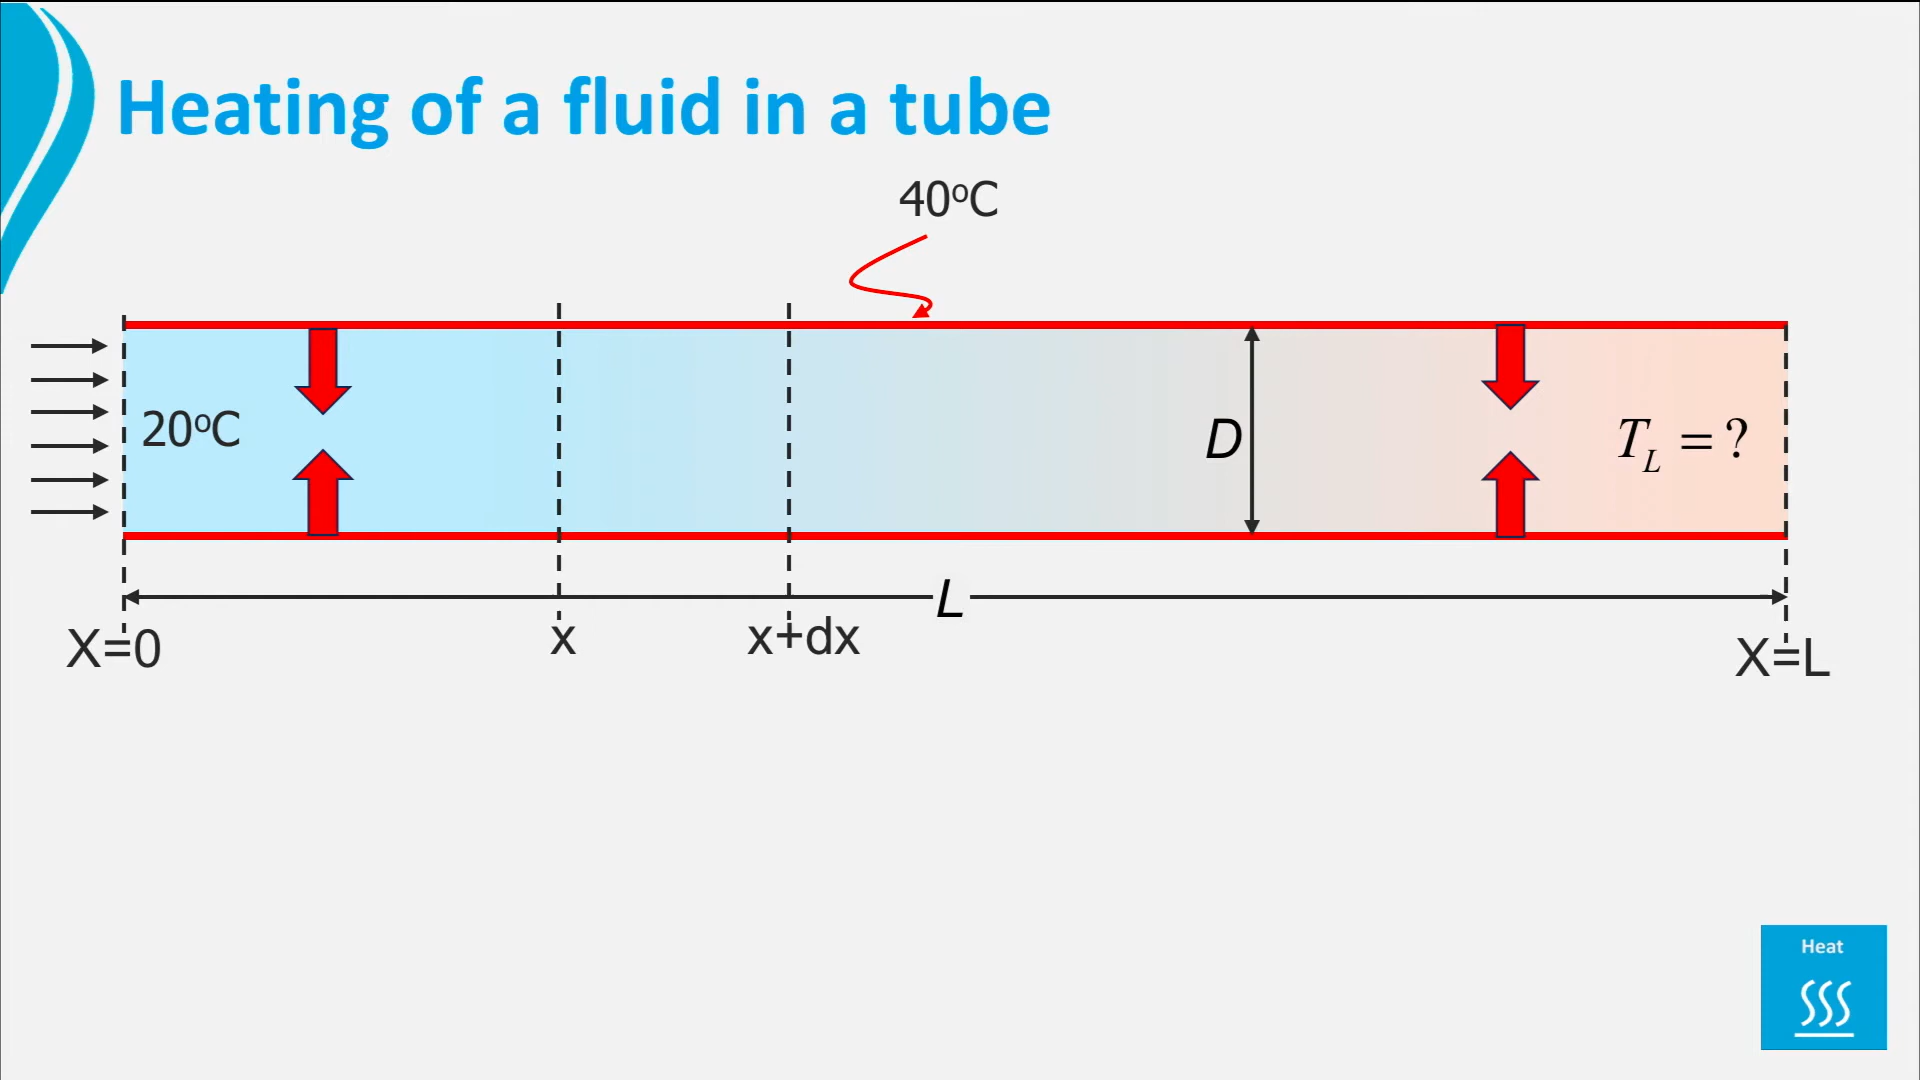 Heating of a fluid in a tube
40°C
20°C
D
T_L = ?
L
X=0
x
x+dx
X=L
Heat